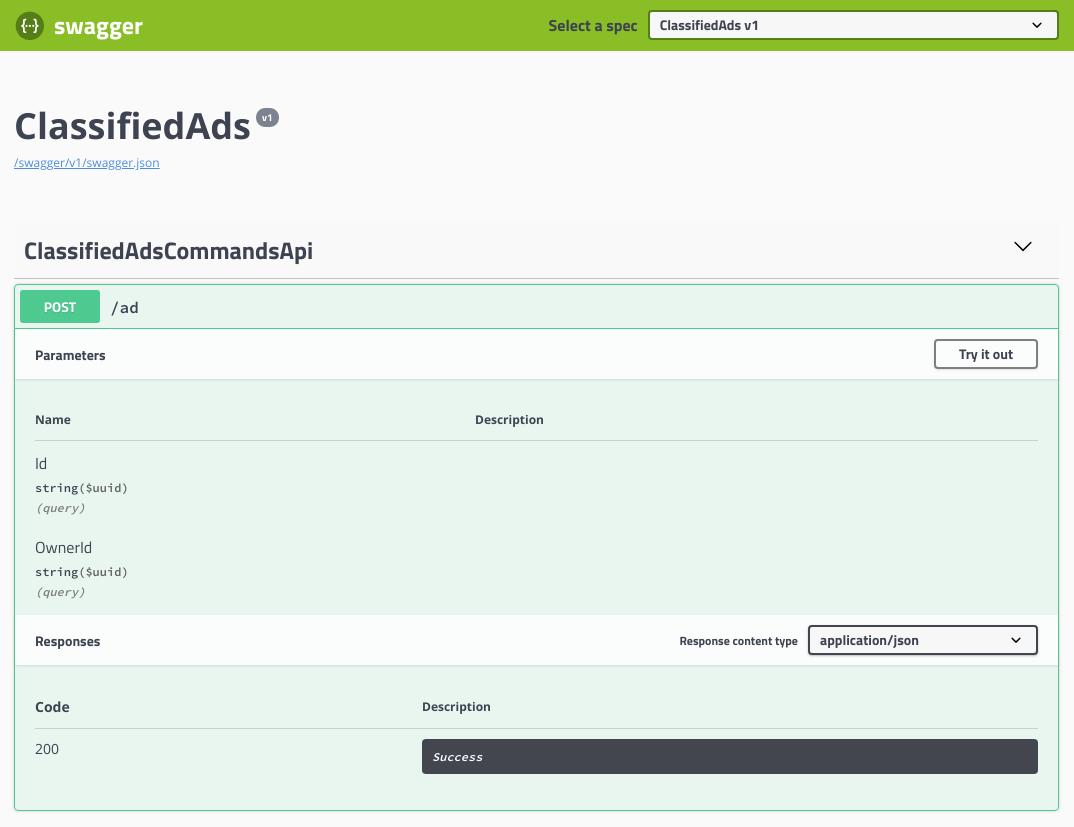 {···} swagger
Select a spec ClassifiedAds v1
ClassifiedAds v1
/swagger/v1/swagger.json
ClassifiedAdsCommandsApi
POST /ad
Parameters Try it out
Name Description
Id
string($uuid)
(query)
OwnerId
string($uuid)
(query)
Responses Response content type application/json
Code Description
200 Success